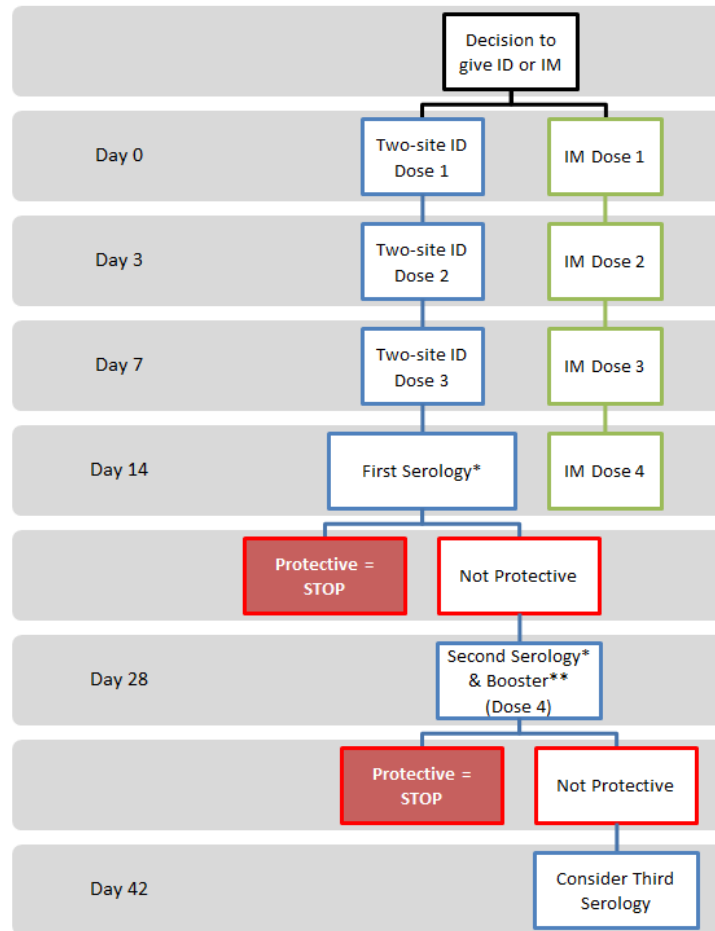 Decision to
give ID or IM
Day 0
Two-site ID
Dose 1
IM Dose 1
Day 3
Two-site ID
Dose 2
IM Dose 2
Day 7
Two-site ID
Dose 3
IM Dose 3
Day 14
First Serology*
IM Dose 4
Protective =
STOP
Not Protective
Day 28
Second Serology*
& Booster**
(Dose 4)
Protective =
STOP
Not Protective
Day 42
Consider Third
Serology